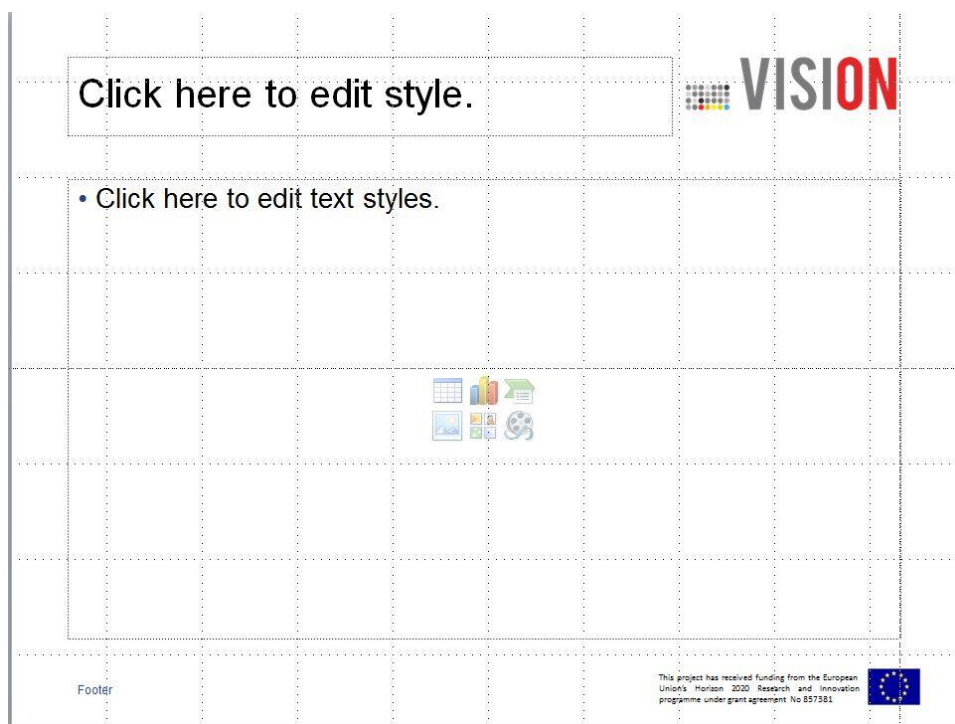 Click here to edit style.
VISION
• Click here to edit text styles.
Footer
This project has received funding from the European
Union's Horizon 2020 Research and Innovation
programme under grant agreement No 857381